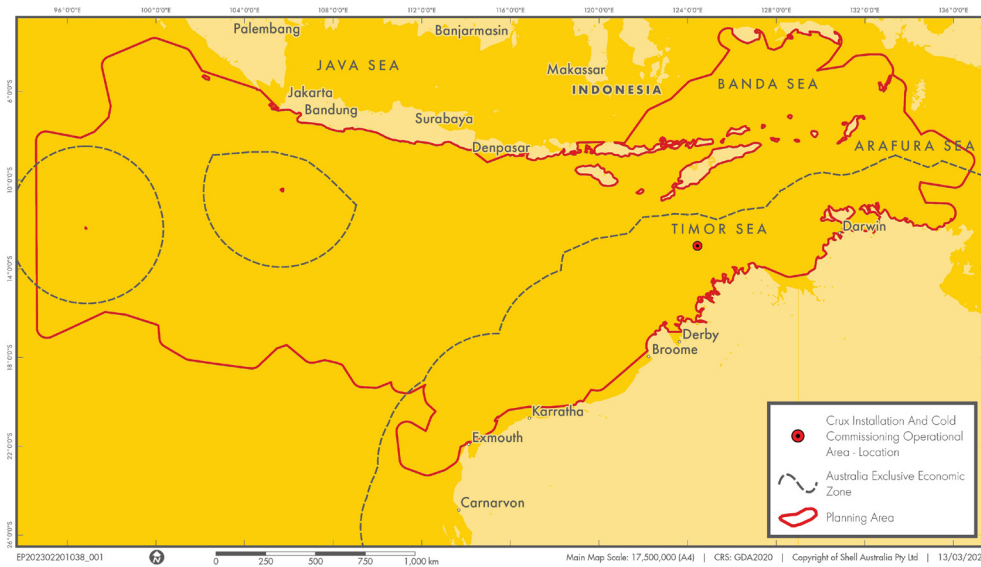 96°0'0"E
100°0'0"E
104°0'0"E
108°0'0"E
112°0'0"E
116°0'0"E
120°0'0"E
124°0'0"E
128°0'0"E
132°0'0"E
136°0'0"E
Palembang
Banjarmasin
JAVA SEA
Makassar
INDONESIA
BANDA SEA
6°0'0"S
Jakarta
Bandung
Surabaya
Denpasar
ARAFURA SEA
10°0'0"S
TIMOR SEA
Darwin
14°0'0"S
Derby
Broome
18°0'0"S
Karratha
Exmouth
22°0'0"S
Carnarvon
26°0'0"S
Crux Installation And Cold
Commissioning Operational
Area - Location
Australia Exclusive Economic
Zone
Planning Area
EP202302201038_001
N
0 250 500 750 1,000 km
Main Map Scale: 17,500,000 (A4) | CRS: GDA2020 | Copyright of Shell Australia Pty Ltd | 13/03/202